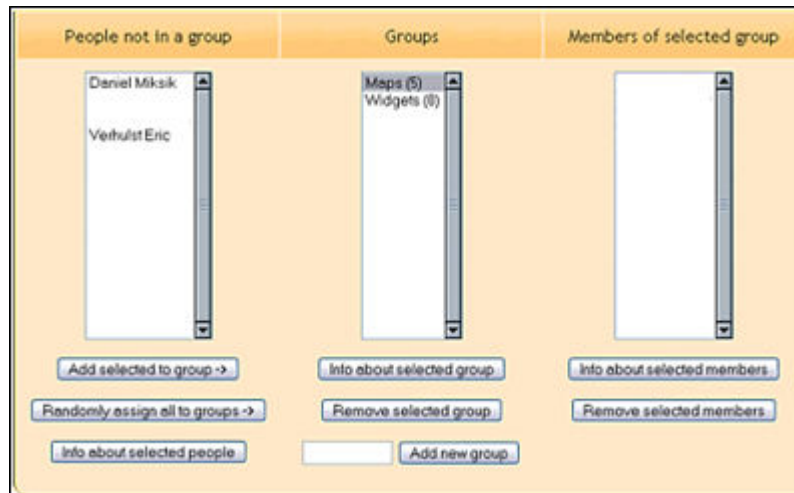 People not in a group
Groups
Members of selected group
Daniel Miksik
Verhulst Eric
Maps (5)
Widgets (0)
Add selected to group ->
Randomly assign all to groups ->
Info about selected people
Info about selected group
Remove selected group
Add new group
Info about selected members
Remove selected members